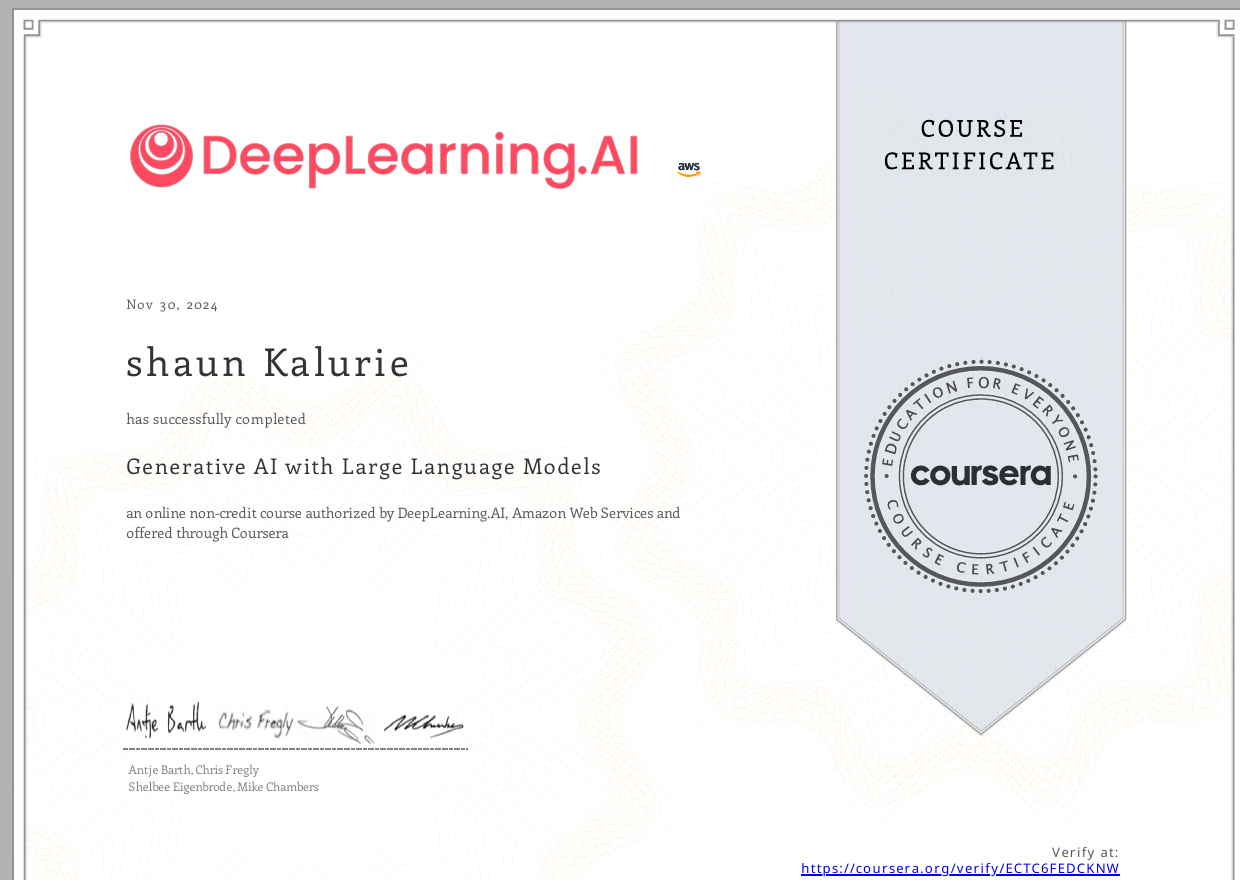 DeepLearning.AI
aws
COURSE
CERTIFICATE
Nov 30, 2024
shaun Kalurie
has successfully completed
Generative AI with Large Language Models
an online non-credit course authorized by DeepLearning.AI, Amazon Web Services and
offered through Coursera
EDUCATION FOR EVERYONE
coursera
COURSE CERTIFICATE
Antje Barth Chris Fregly
Antje Barth, Chris Fregly
Shelbee Eigenbrode, Mike Chambers
Verify at:
https://coursera.org/verify/ECTC6FEDCKNW